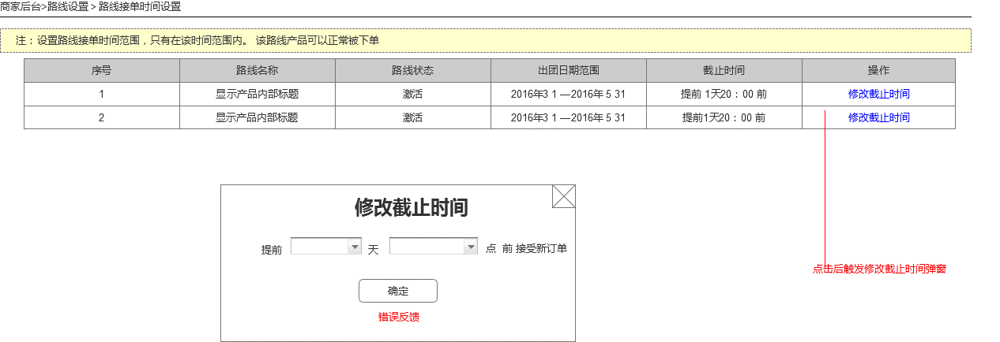 商家后台>路线设置 > 路线接单时间设置
注：设置路线接单时间范围，只有在该时间范围内。 该路线产品可以正常被下单
序号 路线名称 路线状态 出团日期范围 截止时间 操作
1 显示产品内部标题 激活 2016年3 1 —2016年 5 31 提前 1天20：00 前 修改截止时间
2 显示产品内部标题 激活 2016年3 1 —2016年 5 31 提前1天20：00 前 修改截止时间
修改截止时间
提前 天 点 前 接受新订单
点击后触发修改截止时间弹窗
确定
错误反馈